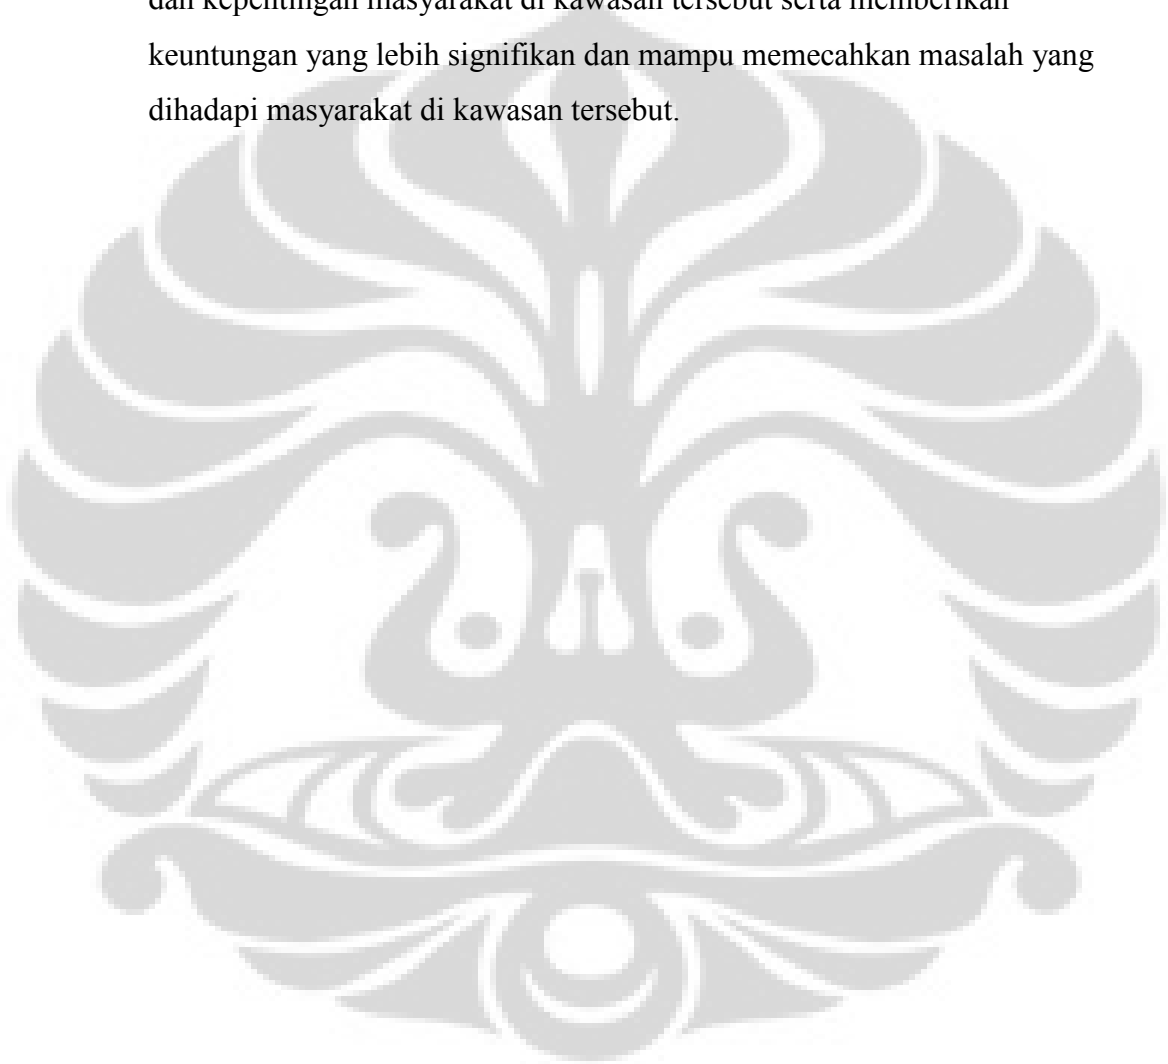 dan kepentingan masyarakat di kawasan tersebut serta memberikan
keuntungan yang lebih signifikan dan mampu memecahkan masalah yang
dihadapi masyarakat di kawasan tersebut.